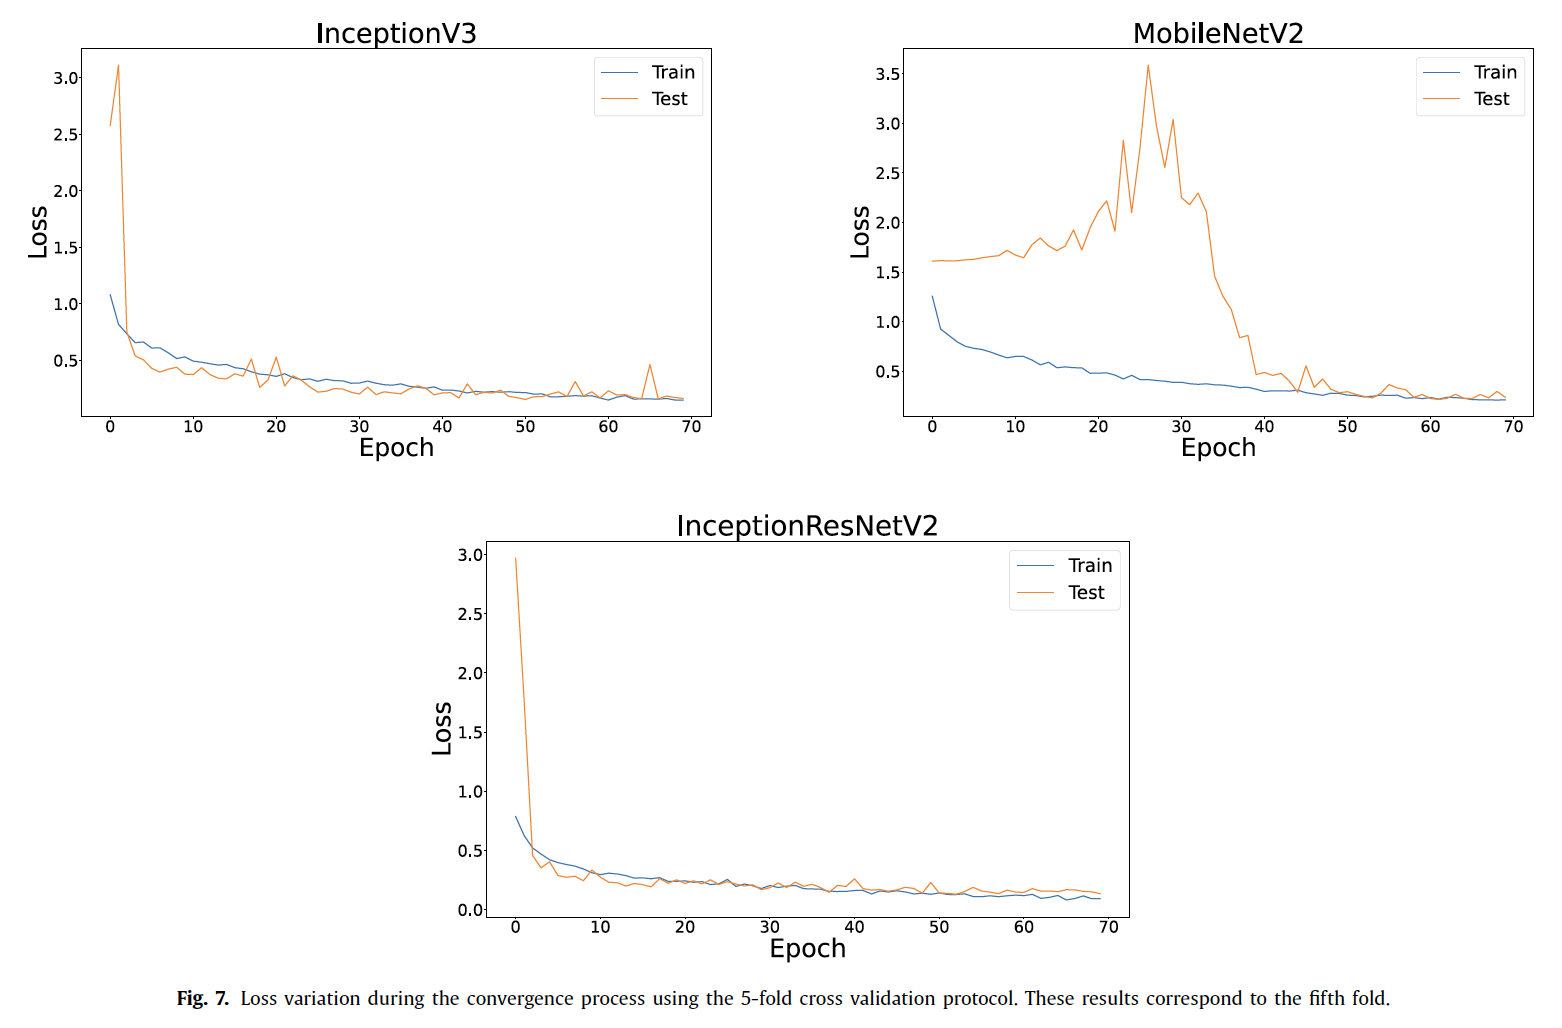 InceptionV3
3.0
2.5
2.0
1.5
1.0
0.5
Loss
Train
Test
0 10 20 30 40 50 60 70
Epoch
MobileNetV2
3.5
3.0
2.5
2.0
1.5
1.0
0.5
Loss
Train
Test
0 10 20 30 40 50 60 70
Epoch
InceptionResNetV2
3.0
2.5
2.0
1.5
1.0
0.5
0.0
Loss
Train
Test
0 10 20 30 40 50 60 70
Epoch
Fig. 7. Loss variation during the convergence process using the 5-fold cross validation protocol. These results correspond to the fifth fold.